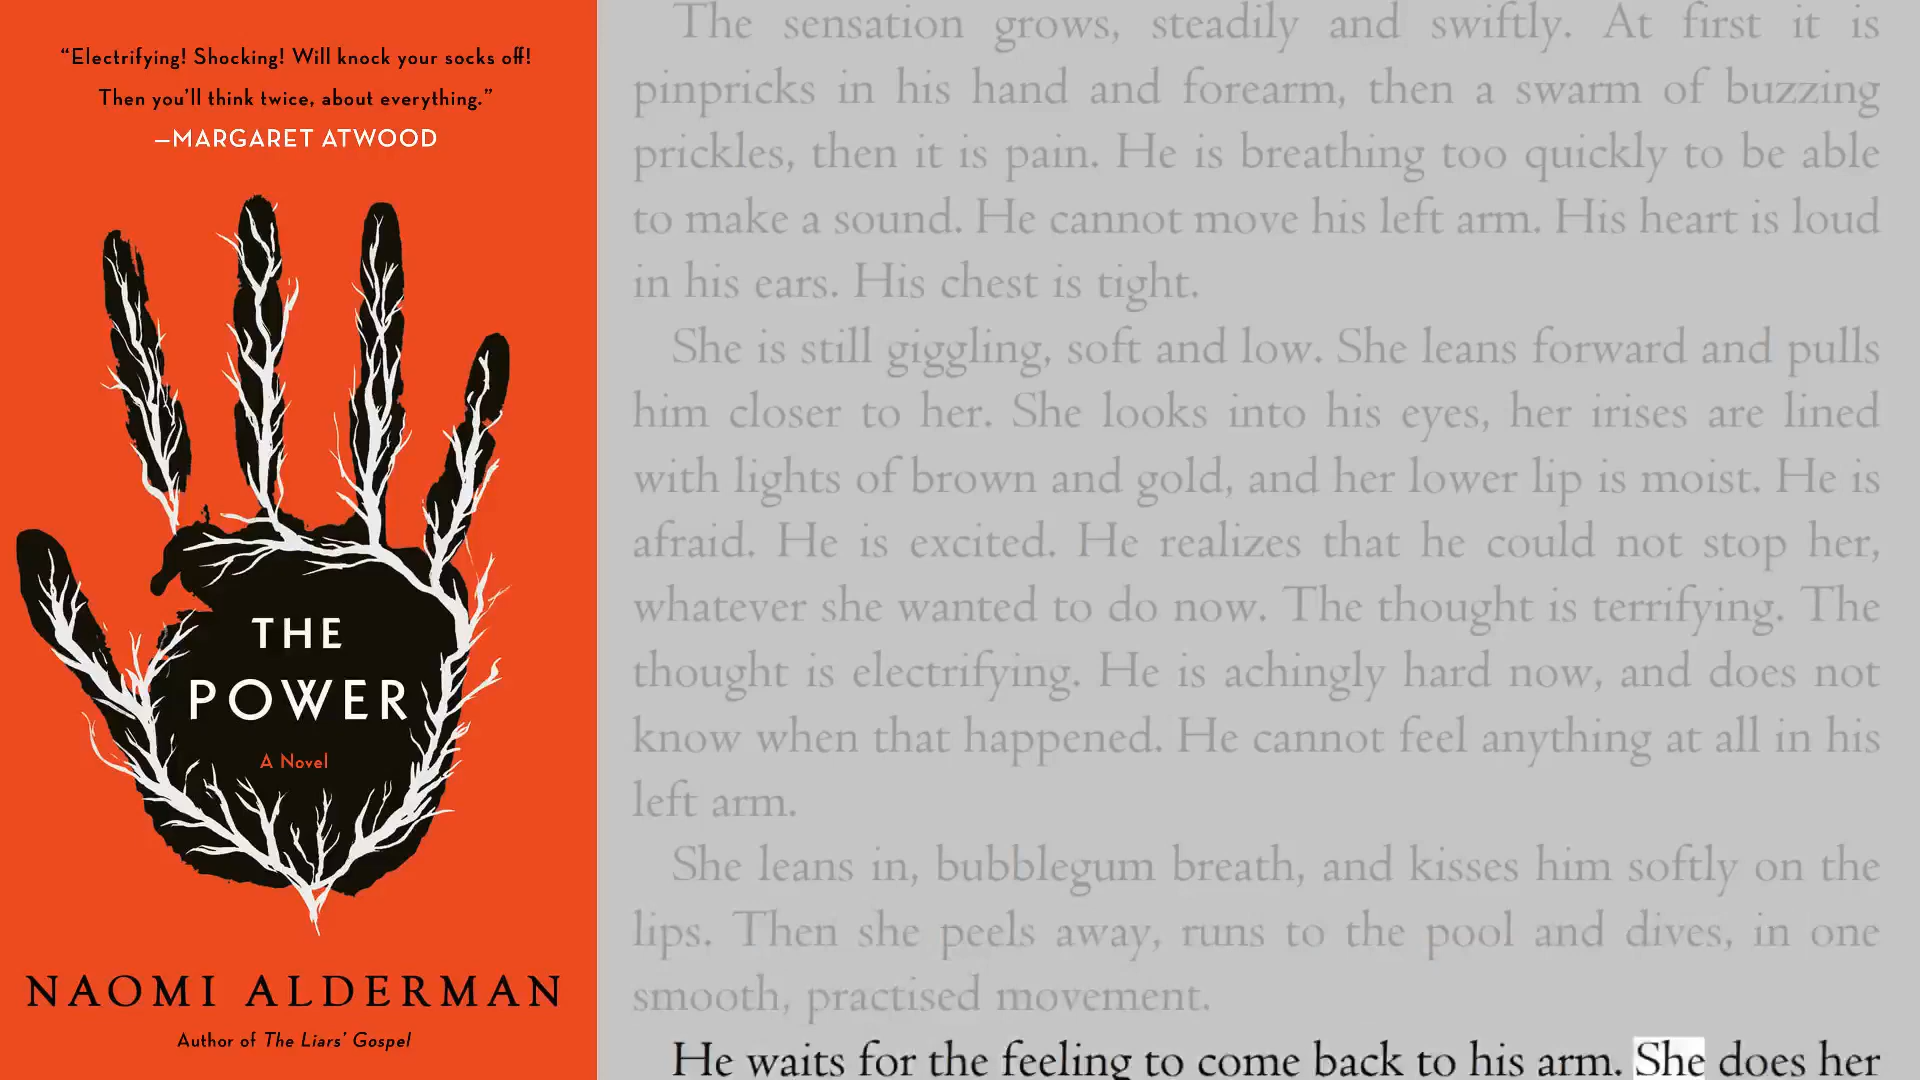 “Electrifying! Shocking! Will knock your socks off!
Then you’ll think twice, about everything.”
—MARGARET ATWOOD
THE
POWER
A Novel
NAOMI ALDERMAN
Author of The Liars’ Gospel
The sensation grows, steadily and swiftly. At first it is
pinpricks in his hand and forearm, then a swarm of buzzing
prickles, then it is pain. He is breathing too quickly to be able
to make a sound. He cannot move his left arm. His heart is loud
in his ears. His chest is tight.
She is still giggling, soft and low. She leans forward and pulls
him closer to her. She looks into his eyes, her irises are lined
with lights of brown and gold, and her lower lip is moist. He is
afraid. He is excited. He realizes that he could not stop her,
whatever she wanted to do now. The thought is terrifying. The
thought is electrifying. He is achingly hard now, and does not
know when that happened. He cannot feel anything at all in his
left arm.
She leans in, bubblegum breath, and kisses him softly on the
lips. Then she peels away, runs to the pool and dives, in one
smooth, practised movement.
He waits for the feeling to come back to his arm. She does her